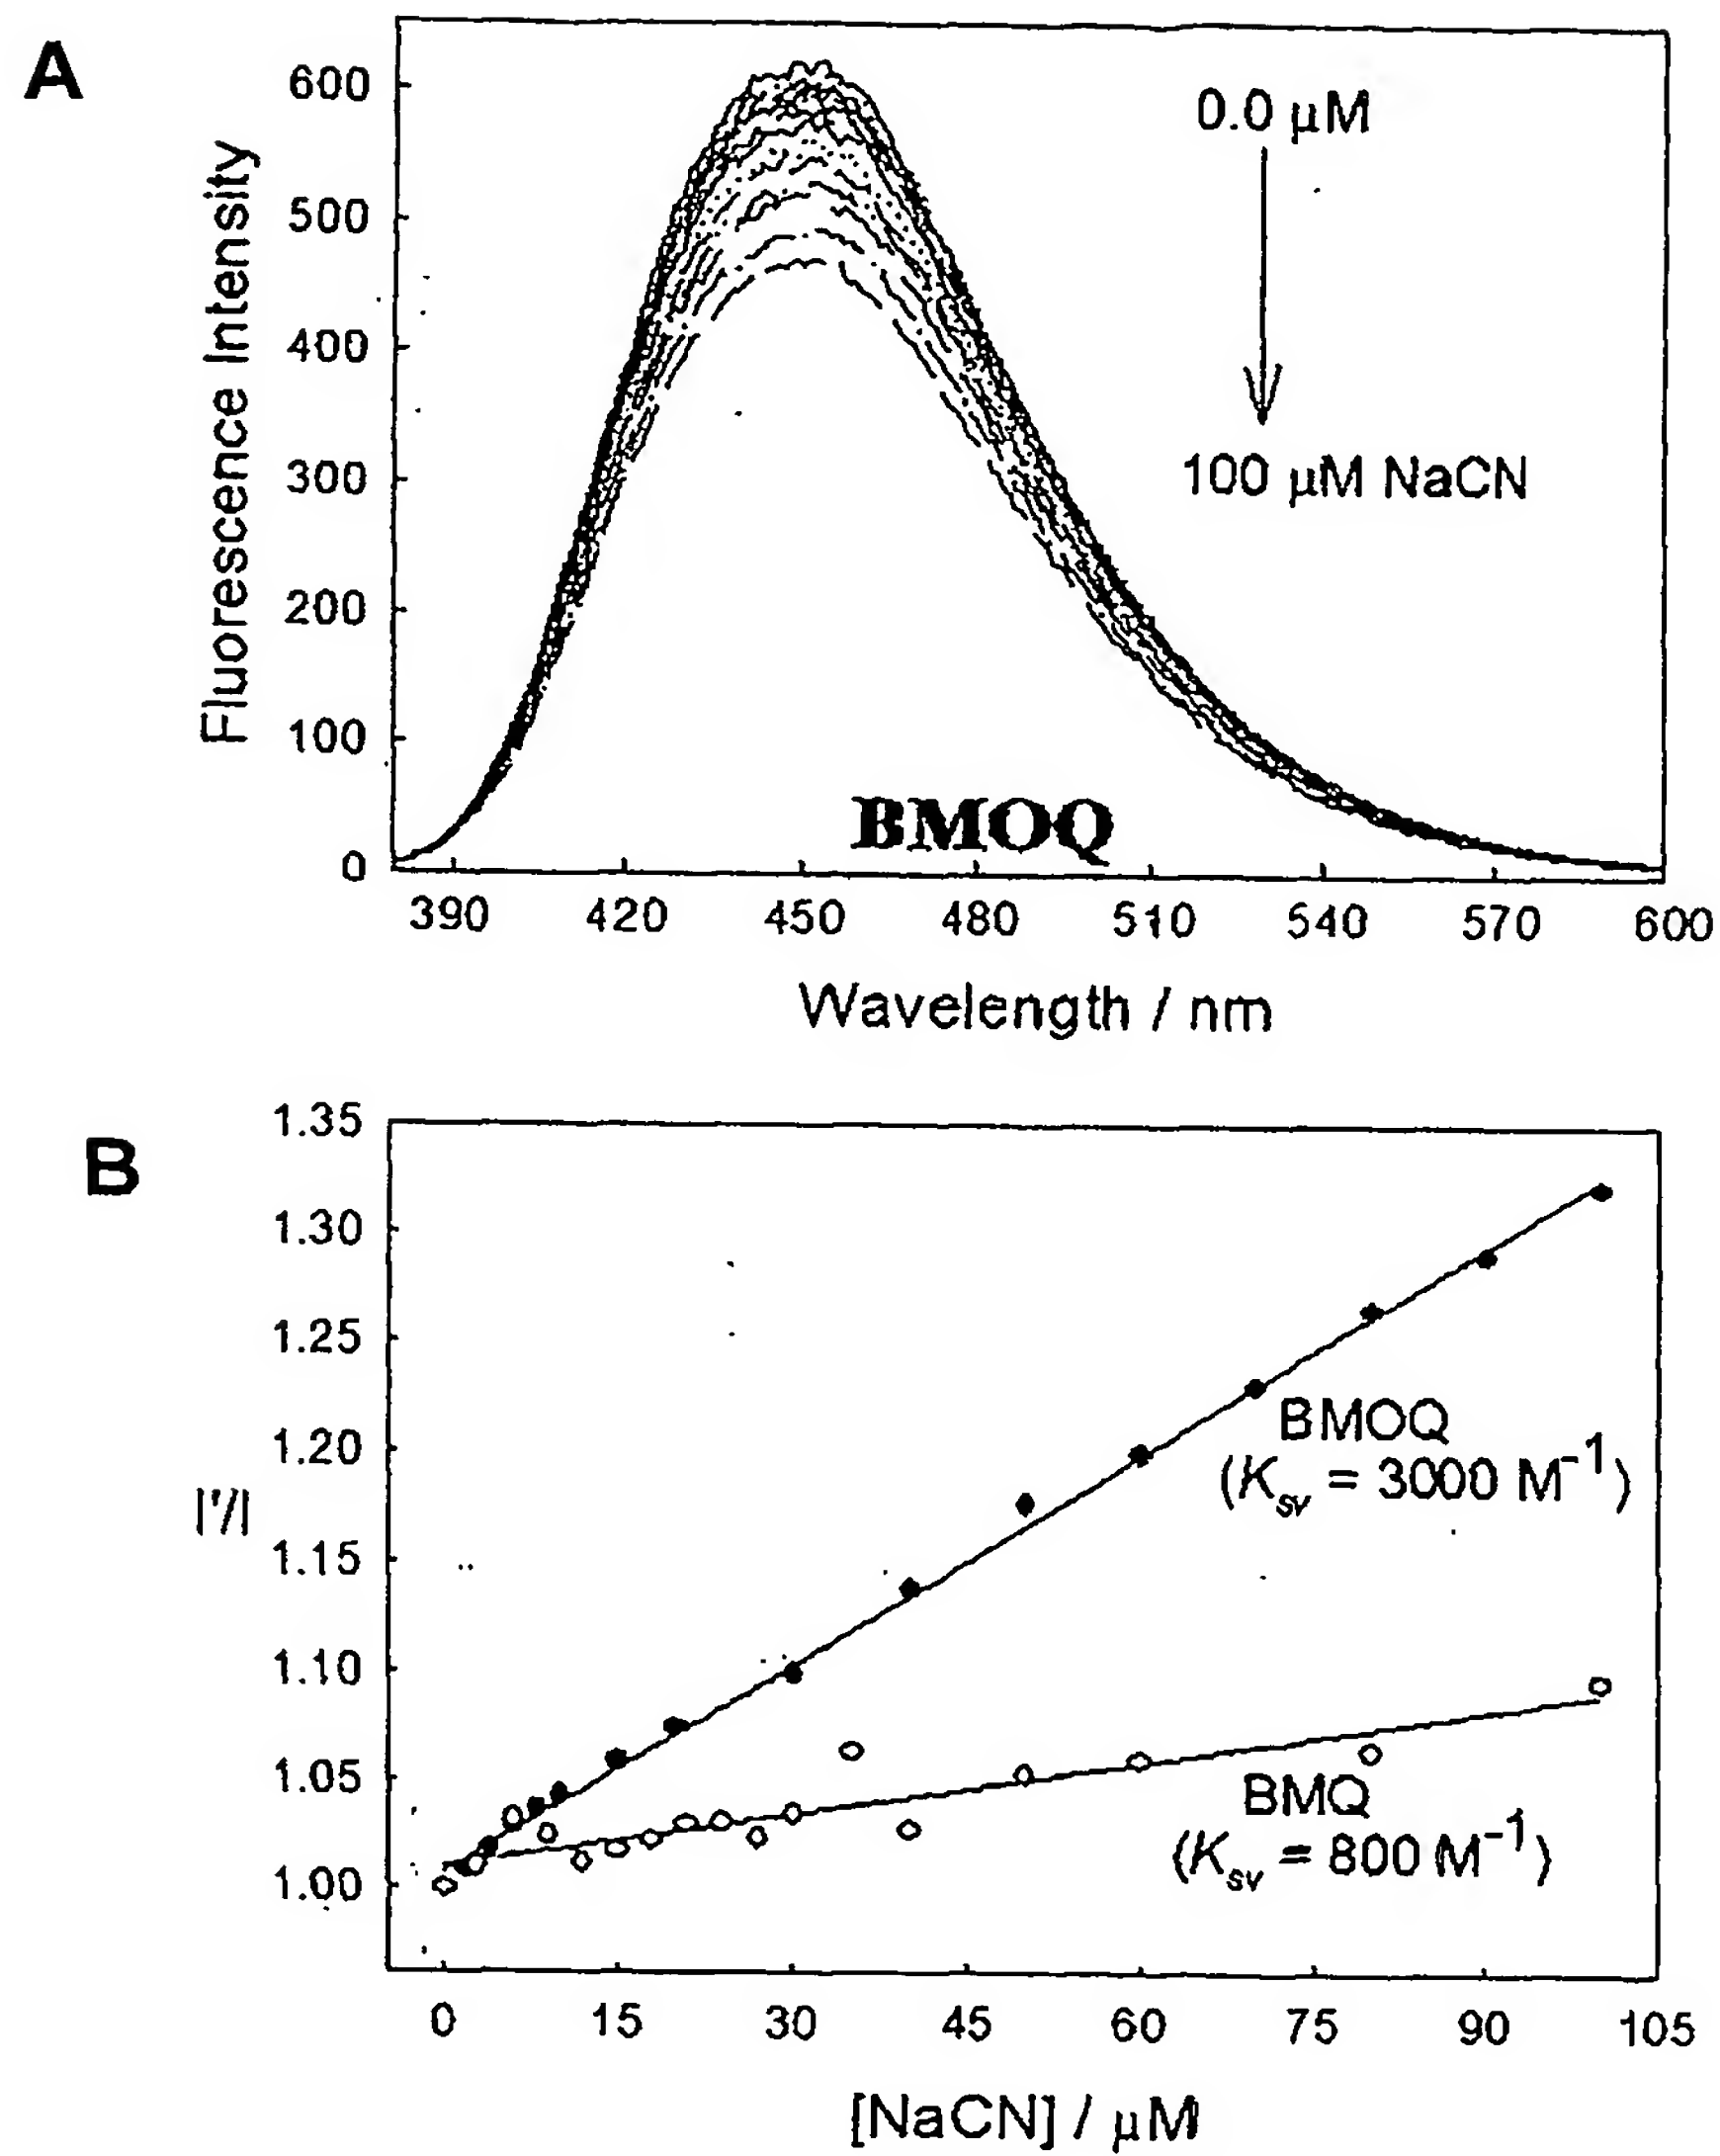 A
Fluorescence Intensity
600
500
400
300
200
100
0
0.0 µM
100 µM NaCN
BMOQ
390 420 450 480 510 540 570 600
Wavelength / nm
B
I'/I
1.35
1.30
1.25
1.20
1.15
1.10
1.05
1.00
BMOQ
(Ksv = 3000 M⁻¹)
BMQ
(Ksv = 800 M⁻¹)
0 15 30 45 60 75 90 105
[NaCN] / µM